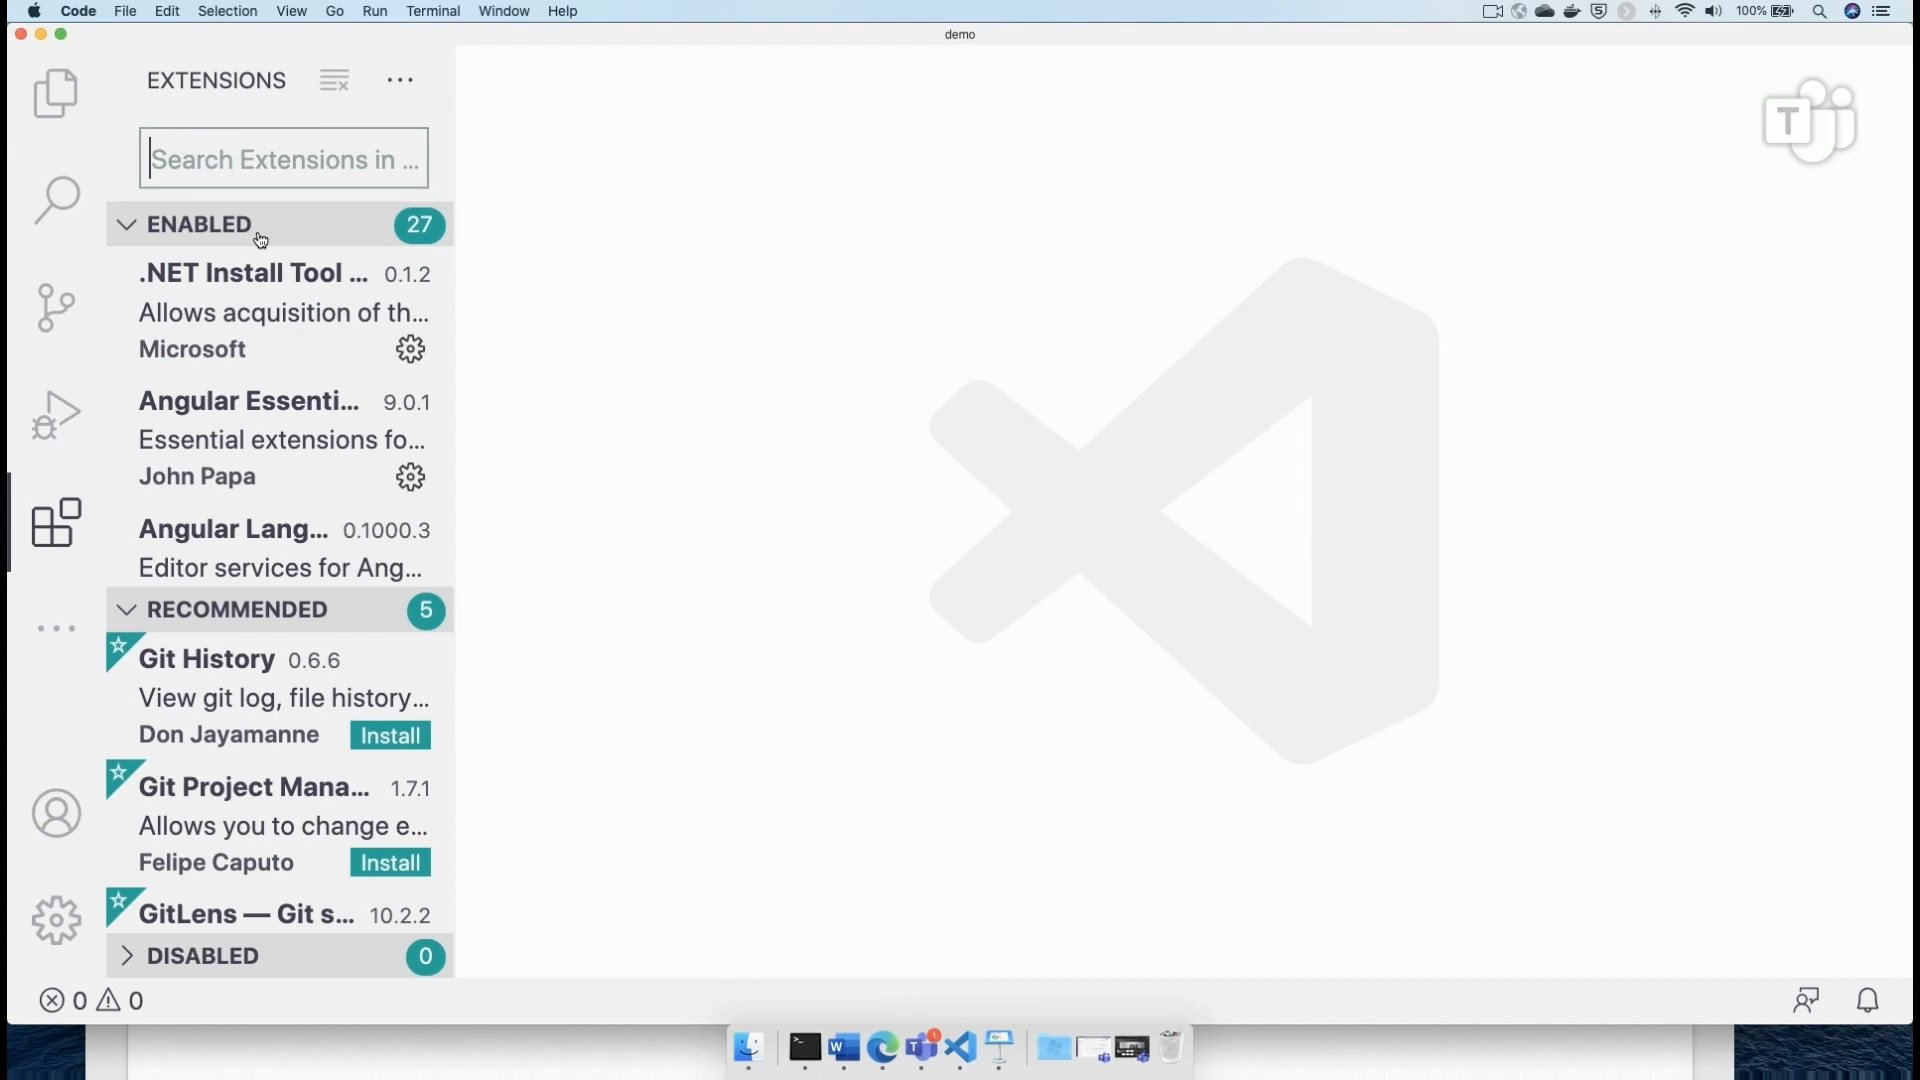 Code File Edit Selection View Go Run Terminal Window Help 100%
demo
EXTENSIONS
Search Extensions in ...
ENABLED 27
.NET Install Tool ... 0.1.2
Allows acquisition of th...
Microsoft
Angular Essenti... 9.0.1
Essential extensions fo...
John Papa
Angular Lang... 0.1000.3
Editor services for Ang...
RECOMMENDED 5
Git History 0.6.6
View git log, file history...
Don Jayamanne Install
Git Project Mana... 1.7.1
Allows you to change e...
Felipe Caputo Install
GitLens — Git s... 10.2.2
DISABLED 0
0 0
T
W
T 1